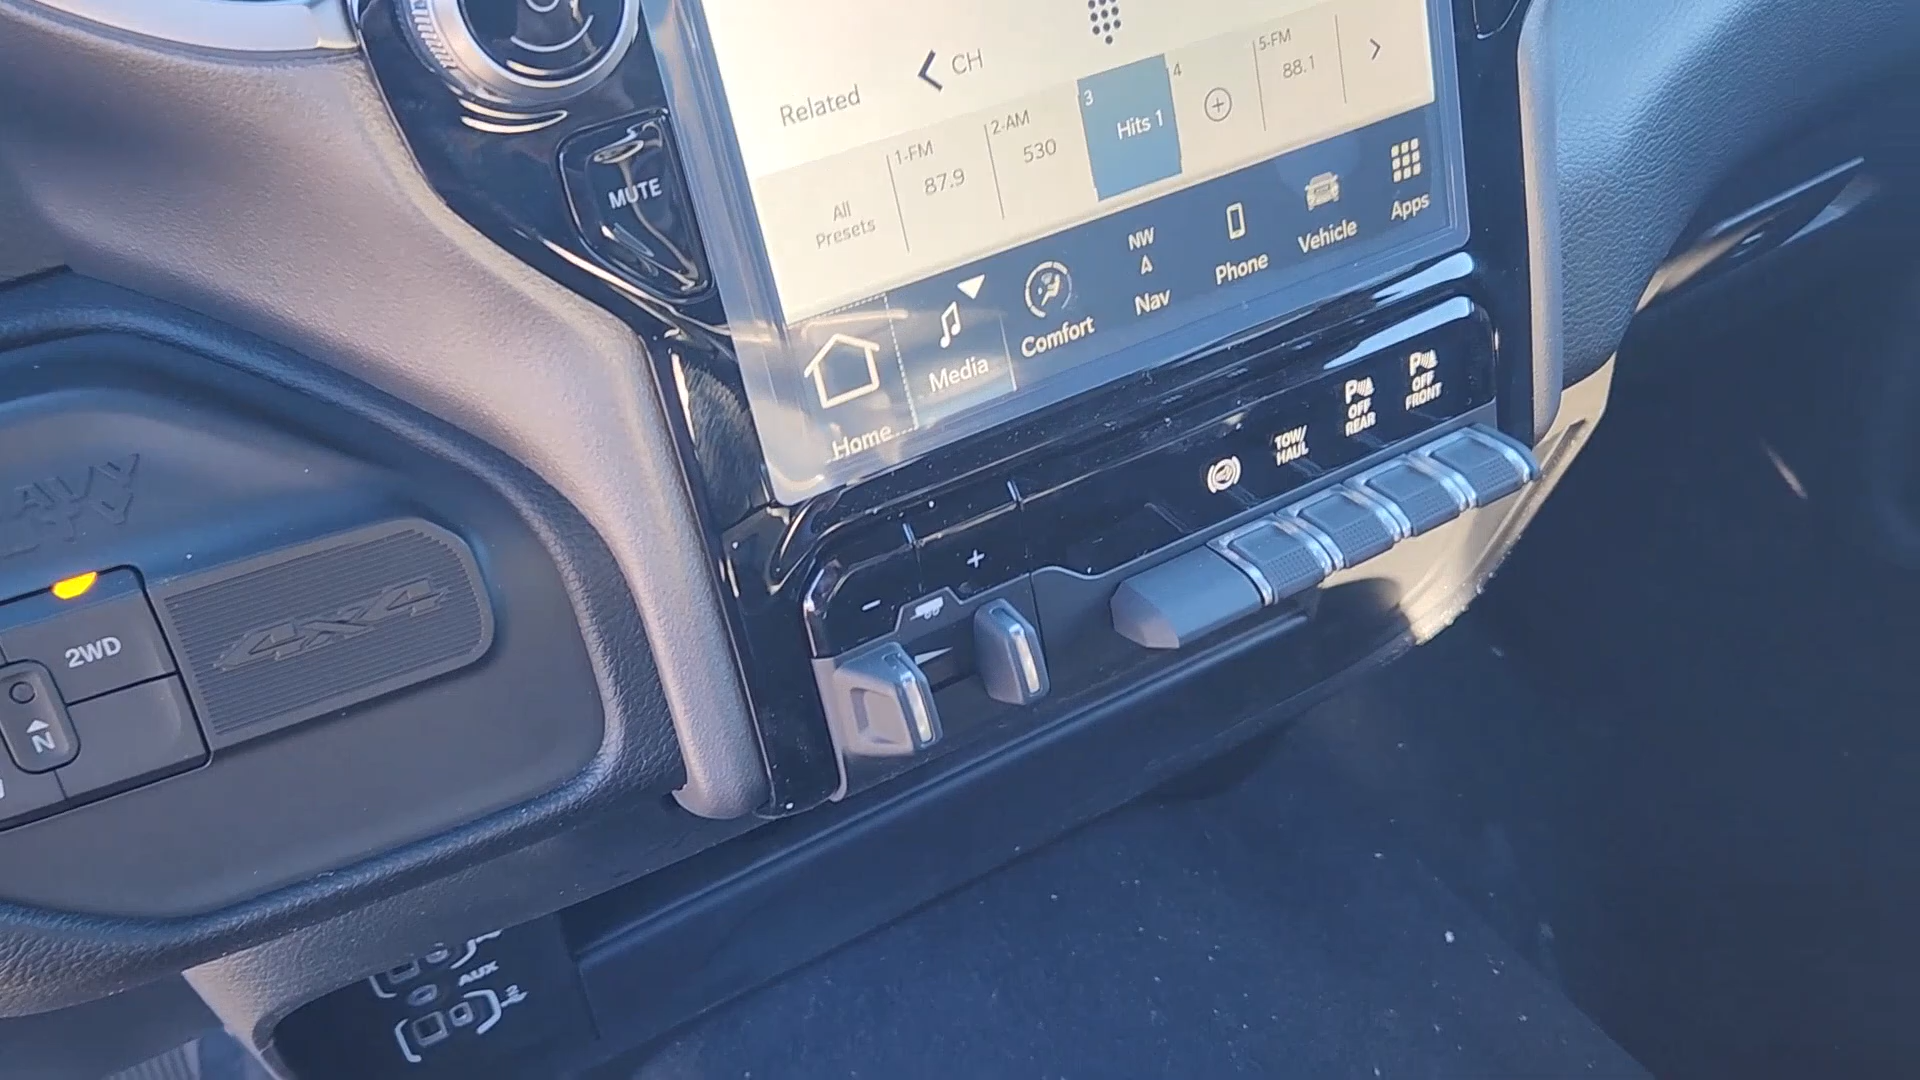 CH
Related
1-FM
87.9
2-AM
530
3
Hits 1
4
5-FM
88.1
All
Presets
MUTE
Home
Media
Comfort
NW
Nav
Phone
Vehicle
Apps
TOW/
HAUL
P
OFF
REAR
P
OFF
FRONT
- +
4X4
2WD
N
AUX